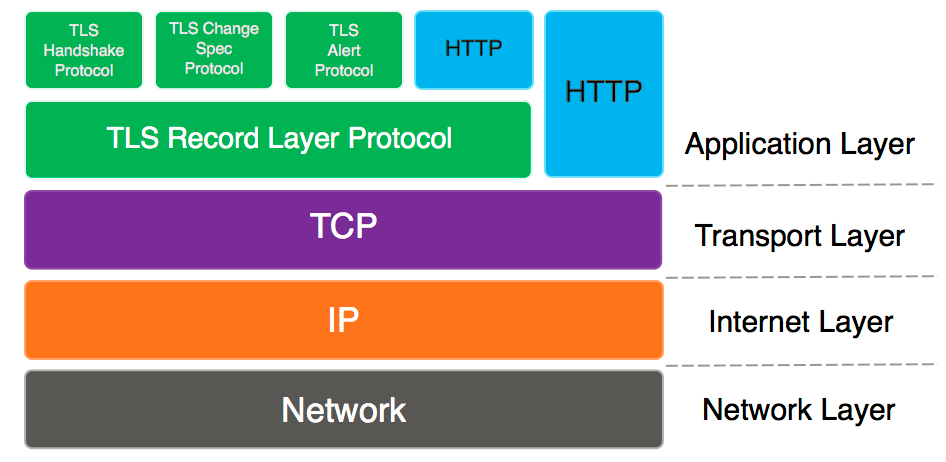 TLS
Handshake
Protocol
TLS Change
Spec
Protocol
TLS
Alert
Protocol
HTTP
HTTP
TLS Record Layer Protocol
Application Layer
TCP
Transport Layer
IP
Internet Layer
Network
Network Layer